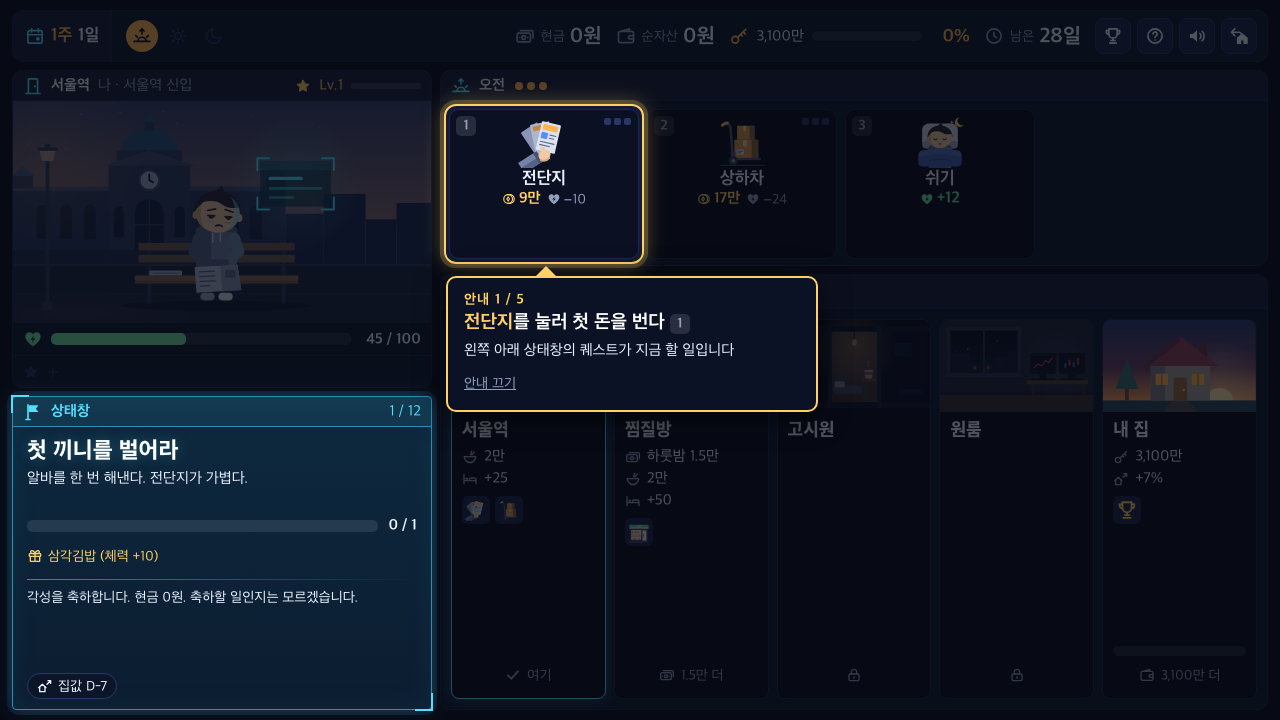 1주 1일
현금 0원
순자산 0원
3,100만
0%
남은 28일
서울역 나 · 서울역 신입
Lv.1
오전
1
전단지
9만 −10
2
상하차
17만 −24
3
쉬기
+12
안내 1 / 5
전단지를 눌러 첫 돈을 번다 1
왼쪽 아래 상태창의 퀘스트가 지금 할 일입니다
안내 끄기
45 / 100
상태창
1 / 12
첫 끼니를 벌어라
알바를 한 번 해낸다. 전단지가 가볍다.
0 / 1
삼각김밥 (체력 +10)
각성을 축하합니다. 현금 0원. 축하할 일인지는 모르겠습니다.
집값 D-7
서울역
2만
+25
여기
찜질방
하룻밤 1.5만
2만
+50
1.5만 더
고시원
원룸
내 집
3,100만
+7%
3,100만 더